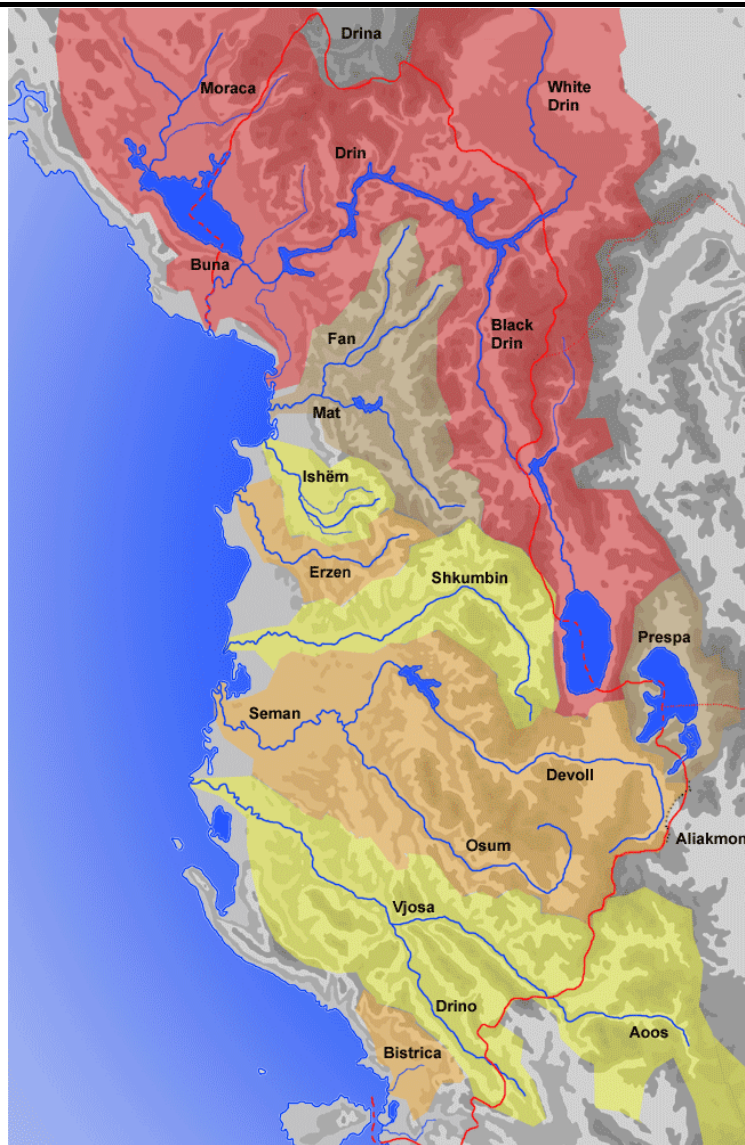 Drina
Moraca
White
Drin
Drin
Buna
Black
Drin
Fan
Mat
Ishëm
Erzen
Shkumbin
Prespa
Seman
Devoll
Osum
Aliakmon
Vjosa
Drino
Aoos
Bistrica